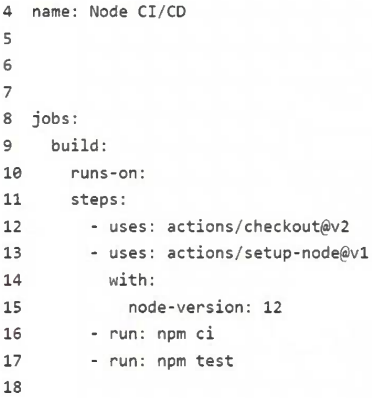 4 name: Node CI/CD
5
6
7
8 jobs:
9   build:
10     runs-on:
11     steps:
12       - uses: actions/checkout@v2
13       - uses: actions/setup-node@v1
14         with:
15           node-version: 12
16       - run: npm ci
17       - run: npm test
18